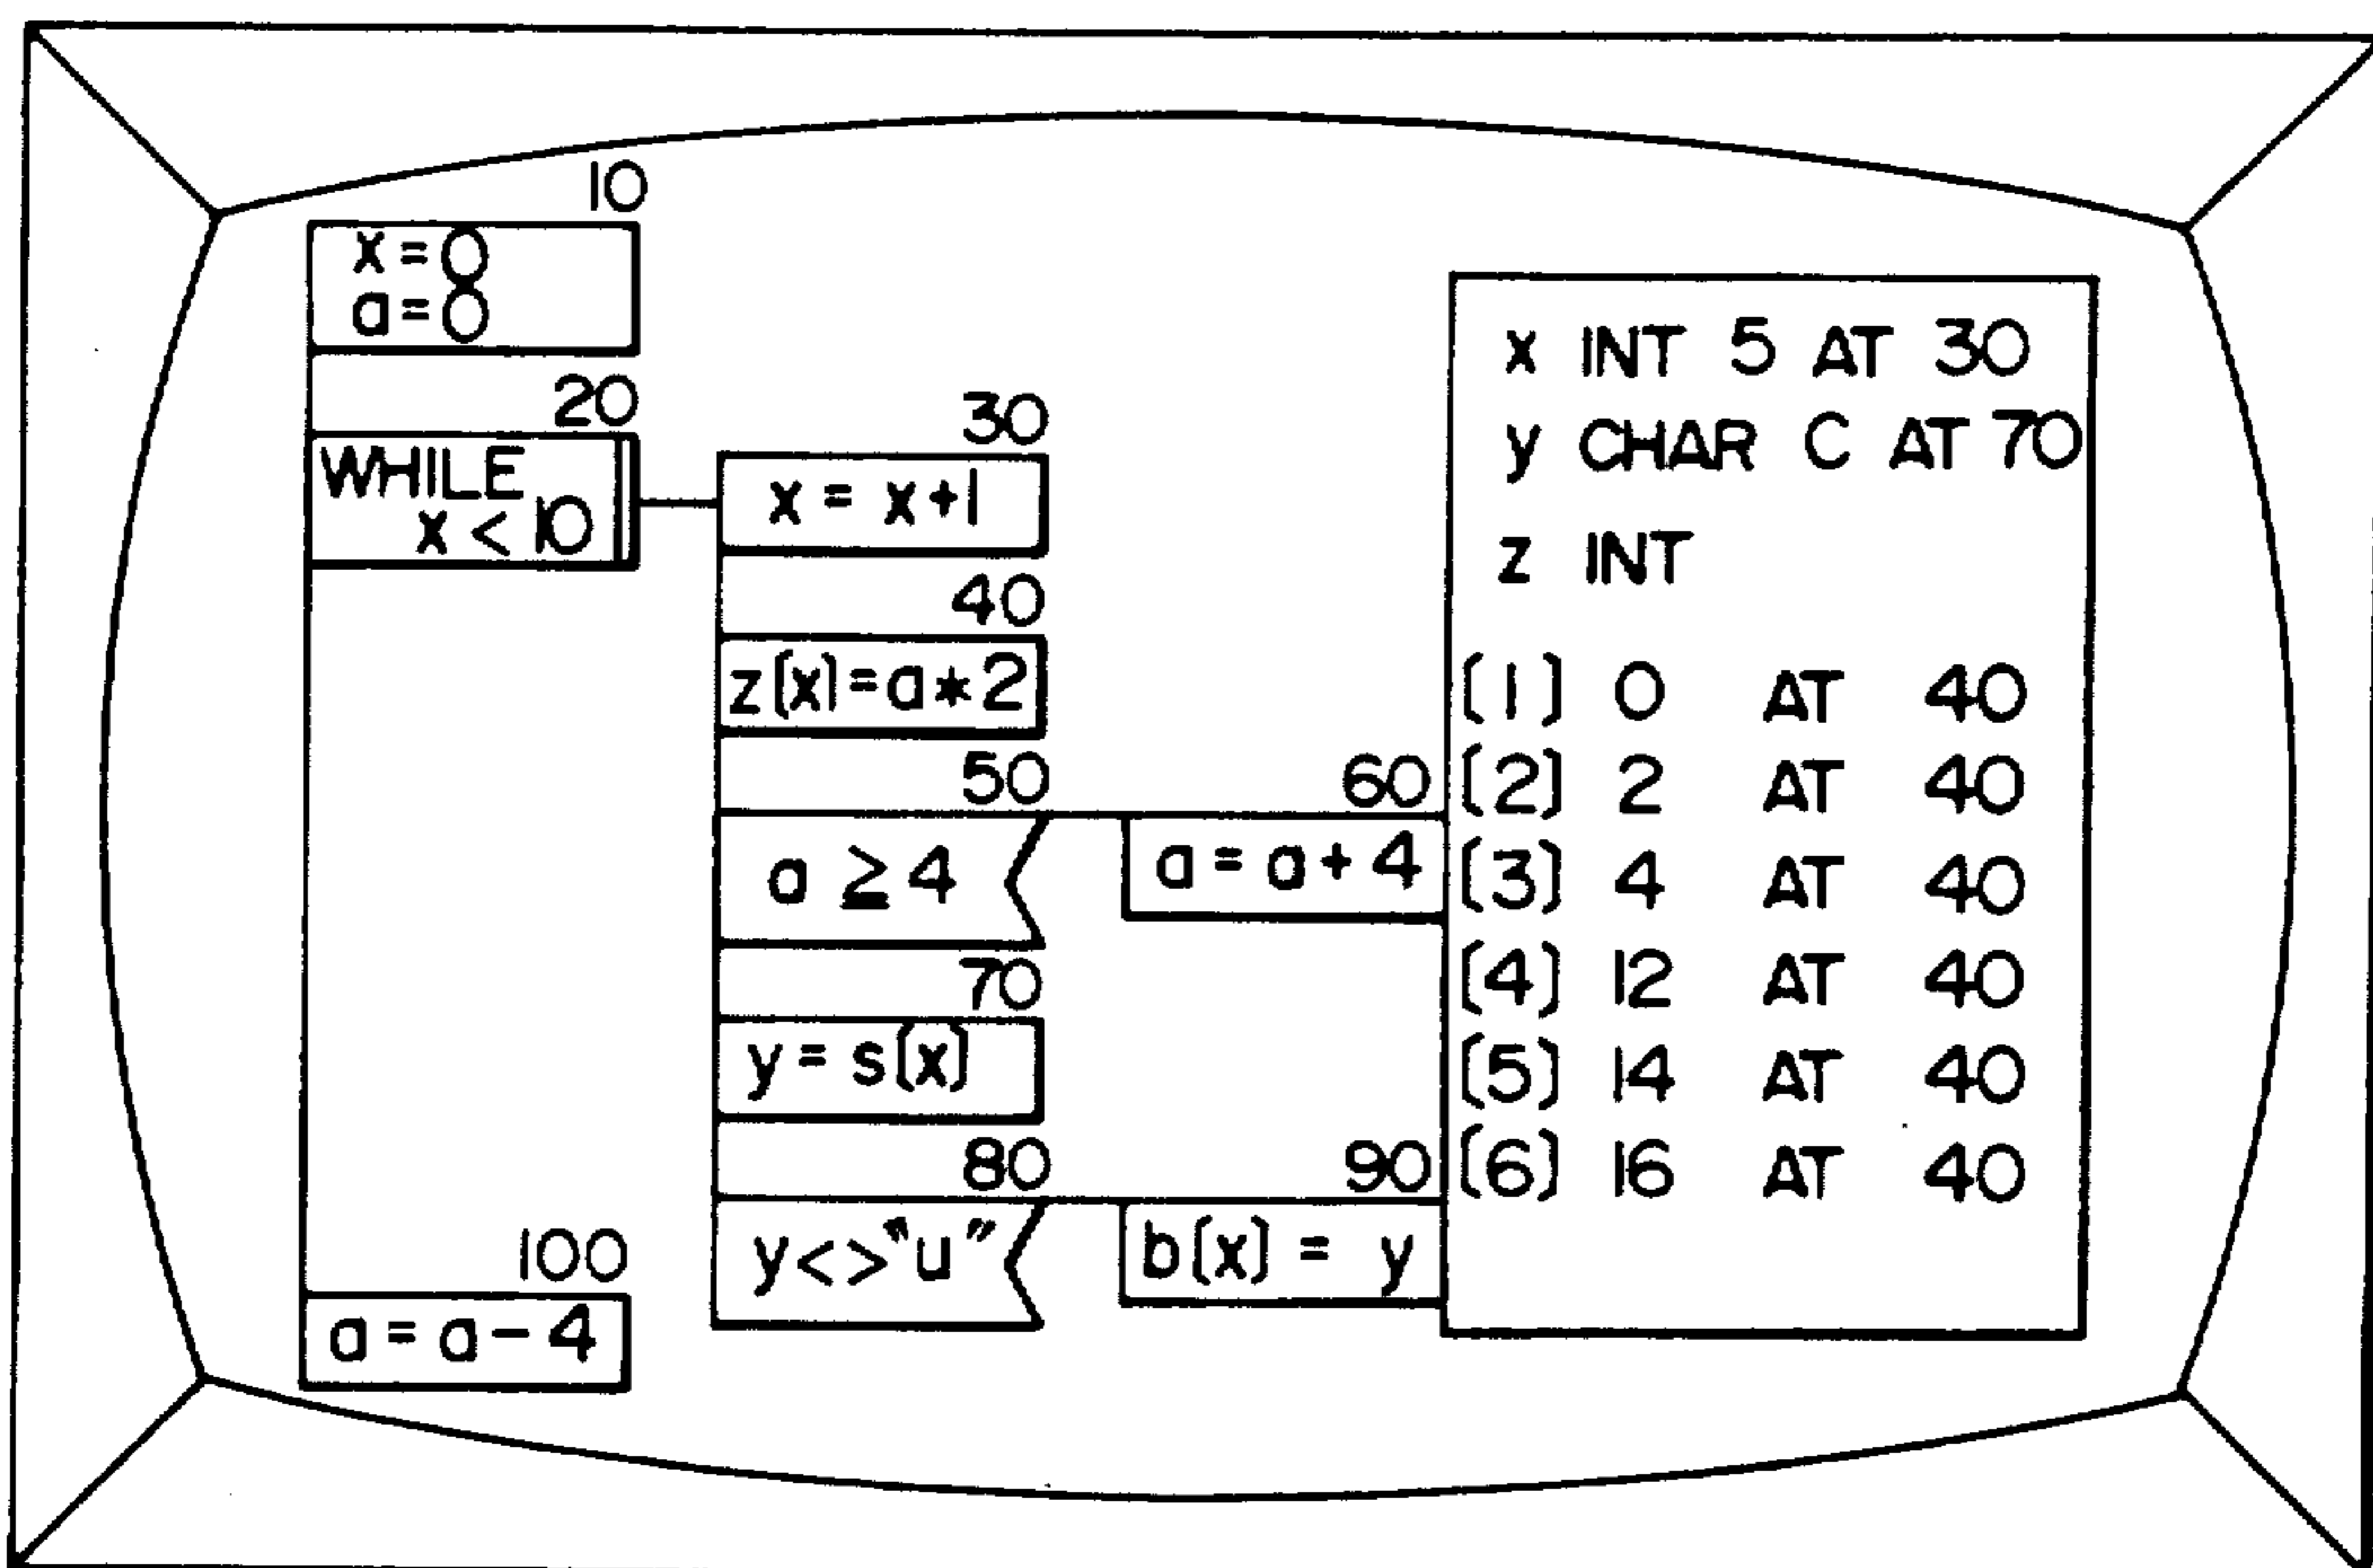 10
x = 0
a = 0
20
WHILE
x < 10
30
x = x+1
40
z(x)=a*2
50
a ≥ 4
60
a = a + 4
70
y = s(x)
80
y<>"u"
90
b(x) = y
100
a = a - 4
x INT 5 AT 30
y CHAR C AT 70
z INT
(1) 0 AT 40
(2) 2 AT 40
(3) 4 AT 40
(4) 12 AT 40
(5) 14 AT 40
(6) 16 AT 40